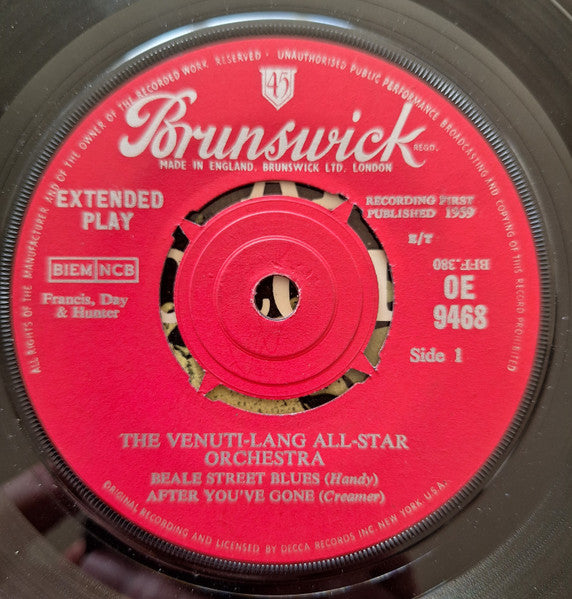 ALL RIGHTS OF THE MANUFACTURER AND OF THE OWNER OF THE RECORDED WORK RESERVED · UNAUTHORISED PUBLIC PERFORMANCE BROADCASTING AND COPYING OF THIS RECORD PROHIBITED
45
Brunswick
REGD.
MADE IN ENGLAND. BRUNSWICK LTD. LONDON
EXTENDED
PLAY
RECORDING FIRST
PUBLISHED 1959
E/T
BIEM NCB
Francis, Day
& Hunter
BFF.380
OE
9468
Side 1
THE VENUTI-LANG ALL-STAR
ORCHESTRA
BEALE STREET BLUES (Handy)
AFTER YOU'VE GONE (Creamer)
ORIGINAL RECORDING AND LICENSED BY DECCA RECORDS INC. NEW YORK, U.S.A.